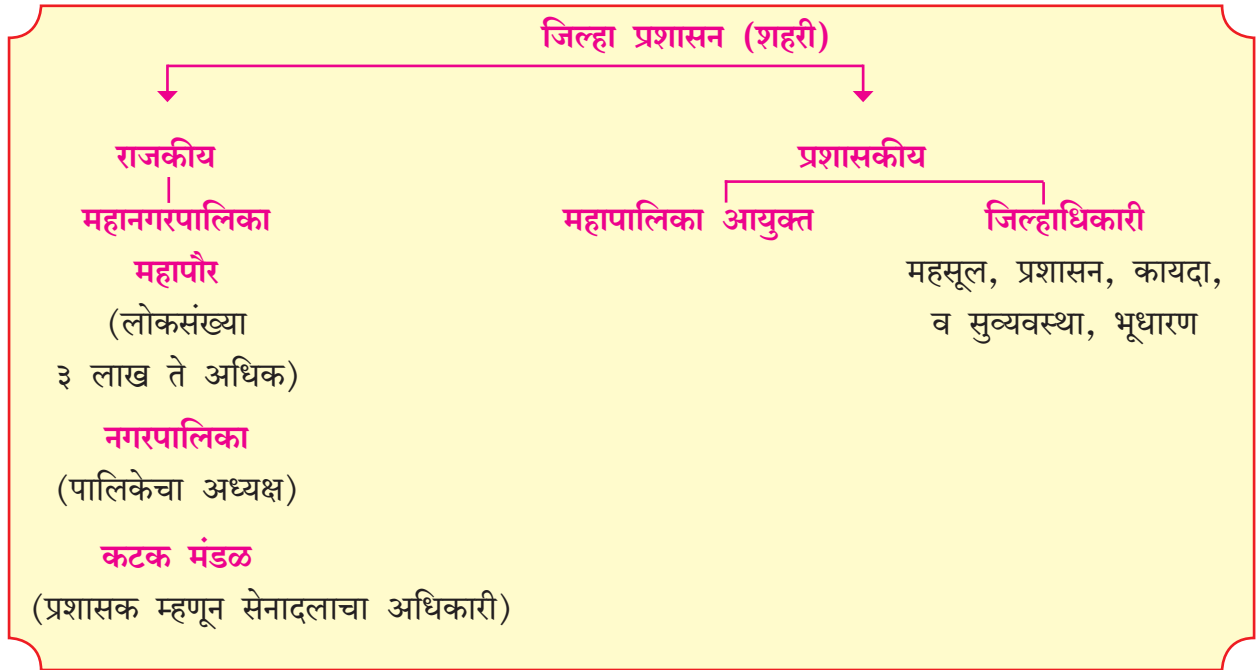 जिल्हा प्रशासन (शहरी)
राजकीय
प्रशासकीय
महानगरपालिका
महापालिका आयुक्त
जिल्हाधिकारी
महापौर
महसूल, प्रशासन, कायदा,
(लोकसंख्या
व सुव्यवस्था, भूधारण
३ लाख ते अधिक)
नगरपालिका
(पालिकेचा अध्यक्ष)
कटक मंडळ
(प्रशासक म्हणून सेनादलाचा अधिकारी)